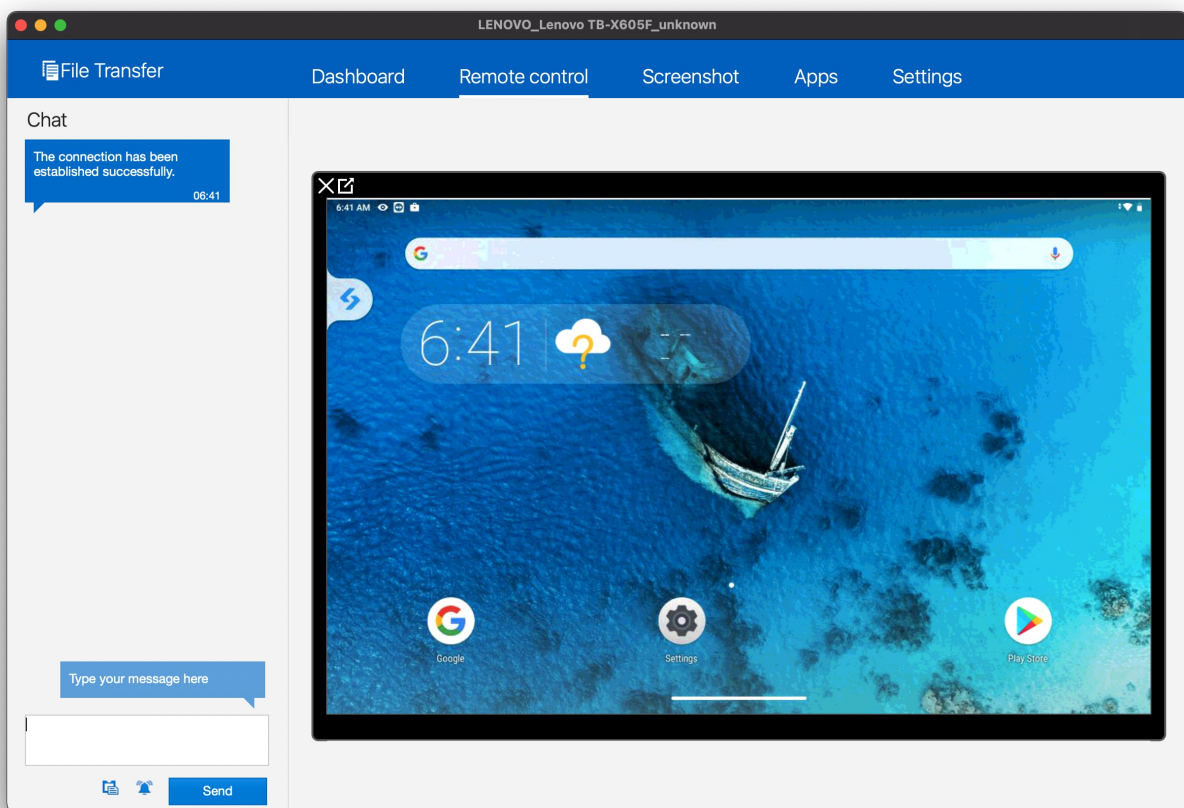 LENOVO_Lenovo TB-X605F_unknown
File Transfer
Dashboard
Remote control
Screenshot
Apps
Settings
Chat
The connection has been
established successfully.
06:41
6:41 AM
6:41
Google
Settings
Play Store
Type your message here
Send